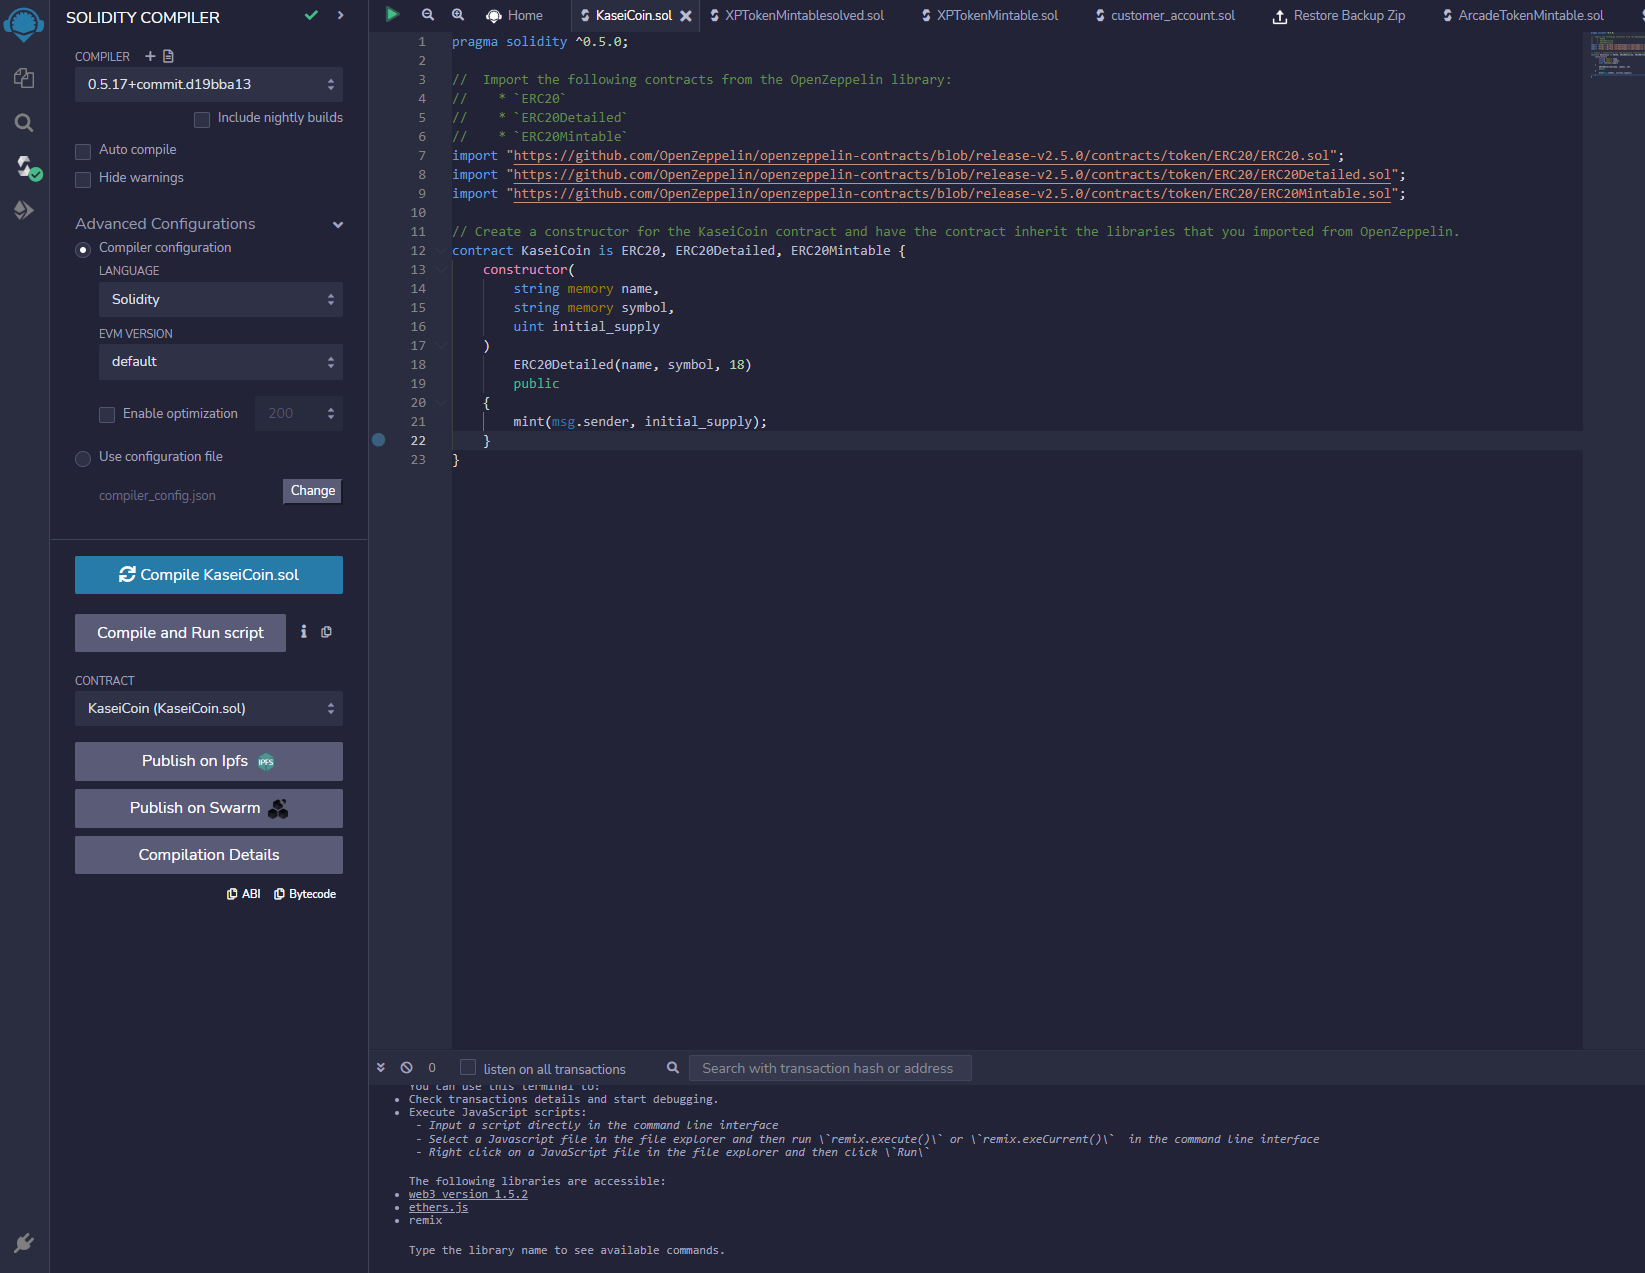 SOLIDITY COMPILER
COMPILER
0.5.17+commit.d19bba13
Include nightly builds
Auto compile
Hide warnings
Advanced Configurations
Compiler configuration
LANGUAGE
Solidity
EVM VERSION
default
Enable optimization 200
Use configuration file
compiler_config.json Change
Compile KaseiCoin.sol
Compile and Run script
CONTRACT
KaseiCoin (KaseiCoin.sol)
Publish on Ipfs IPFS
Publish on Swarm
Compilation Details
ABI Bytecode
Home KaseiCoin.sol XPTokenMintablesolved.sol XPTokenMintable.sol customer_account.sol Restore Backup Zip ArcadeTokenMintable.sol
1 pragma solidity ^0.5.0;
2
3 //  Import the following contracts from the OpenZeppelin library:
4 //    * `ERC20`
5 //    * `ERC20Detailed`
6 //    * `ERC20Mintable`
7 import "https://github.com/OpenZeppelin/openzeppelin-contracts/blob/release-v2.5.0/contracts/token/ERC20/ERC20.sol";
8 import "https://github.com/OpenZeppelin/openzeppelin-contracts/blob/release-v2.5.0/contracts/token/ERC20/ERC20Detailed.sol";
9 import "https://github.com/OpenZeppelin/openzeppelin-contracts/blob/release-v2.5.0/contracts/token/ERC20/ERC20Mintable.sol";
10
11 // Create a constructor for the KaseiCoin contract and have the contract inherit the libraries that you imported from OpenZeppelin.
12 contract KaseiCoin is ERC20, ERC20Detailed, ERC20Mintable {
13     constructor(
14         string memory name,
15         string memory symbol,
16         uint initial_supply
17     )
18         ERC20Detailed(name, symbol, 18)
19         public
20     {
21         mint(msg.sender, initial_supply);
22     }
23 }
0 listen on all transactions Search with transaction hash or address
You can use this terminal to:
• Check transactions details and start debugging.
• Execute JavaScript scripts:
- Input a script directly in the command line interface
- Select a Javascript file in the file explorer and then run \`remix.execute()\` or \`remix.exeCurrent()\`  in the command line interface
- Right click on a JavaScript file in the file explorer and then click \`Run\`
The following libraries are accessible:
• web3 version 1.5.2
• ethers.js
• remix
Type the library name to see available commands.